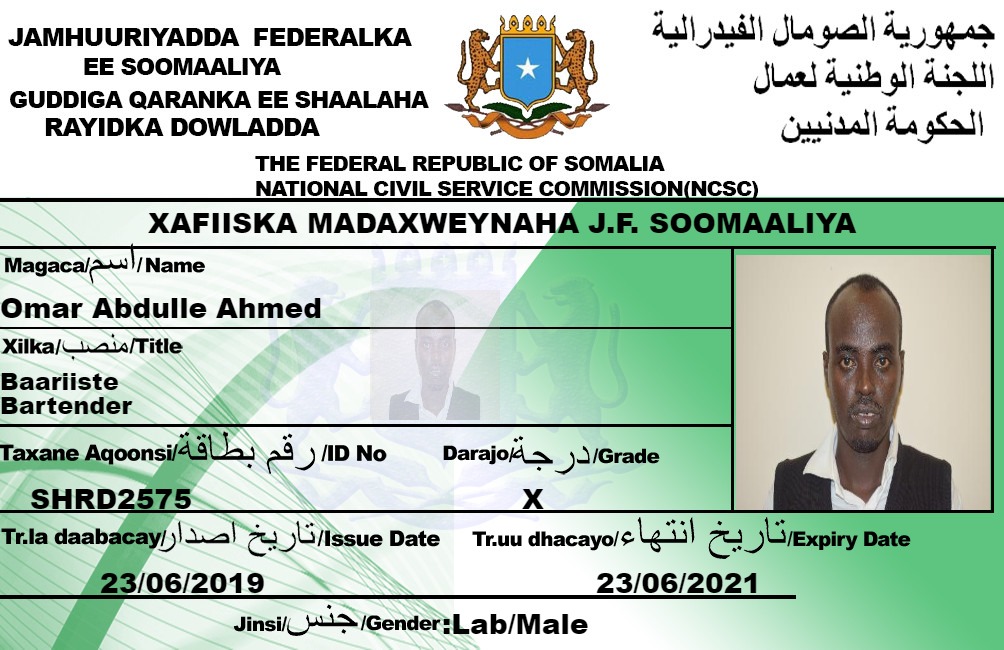 JAMHUURIYADDA FEDERALKA
EE SOOMAALIYA
GUDDIGA QARANKA EE SHAALAHA
RAYIDKA DOWLADDA
جمهورية الصومال الفيدرالية
اللجنة الوطنية لعمال
الحكومة المدنيين
THE FEDERAL REPUBLIC OF SOMALIA
NATIONAL CIVIL SERVICE COMMISSION(NCSC)
XAFIISKA MADAXWEYNAHA J.F. SOOMAALIYA
Magaca/اسم/Name
Omar Abdulle Ahmed
Xilka/منصب/Title
Baariiste
Bartender
Taxane Aqoonsi/رقم بطاقة/ID No
SHRD2575
Darajo/درجة/Grade
X
Tr.la daabacay/تاريخ اصدار/Issue Date
23/06/2019
Tr.uu dhacayo/تاريخ انتهاء/Expiry Date
23/06/2021
Jinsi/جنس/Gender:Lab/Male